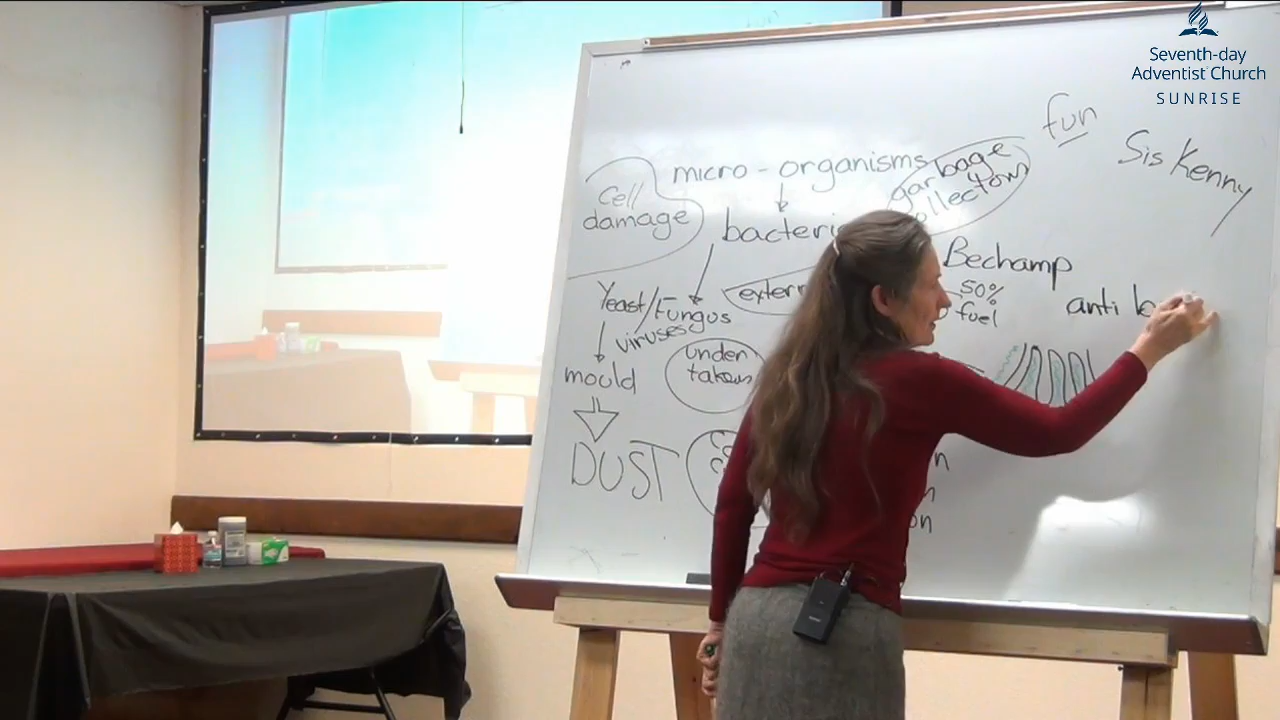 Seventh-day
Adventist Church
SUNRISE
fun
Sis Kenny
micro - organisms
garbage
Cell
damage
Bechamp
50%
fuel
anti
Yeast/Fungus
viruses
mould
under
takers
DUST